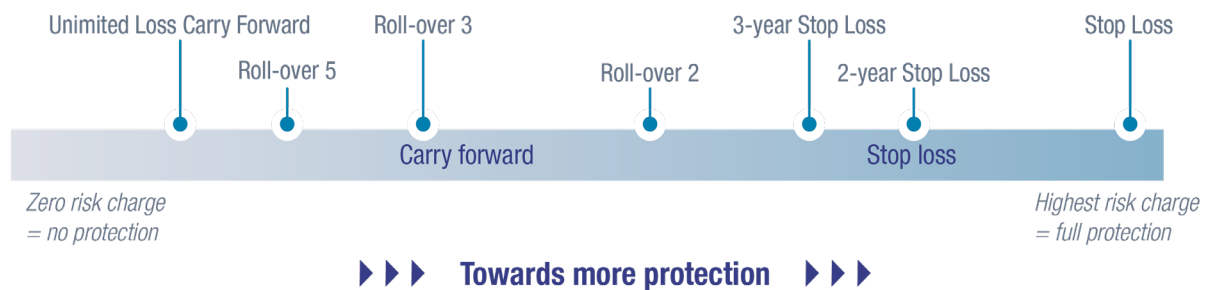 Unimited Loss Carry Forward
Roll-over 3
3-year Stop Loss
Stop Loss
Roll-over 5
Roll-over 2
2-year Stop Loss
Carry forward
Stop loss
Zero risk charge
= no protection
Highest risk charge
= full protection
Towards more protection